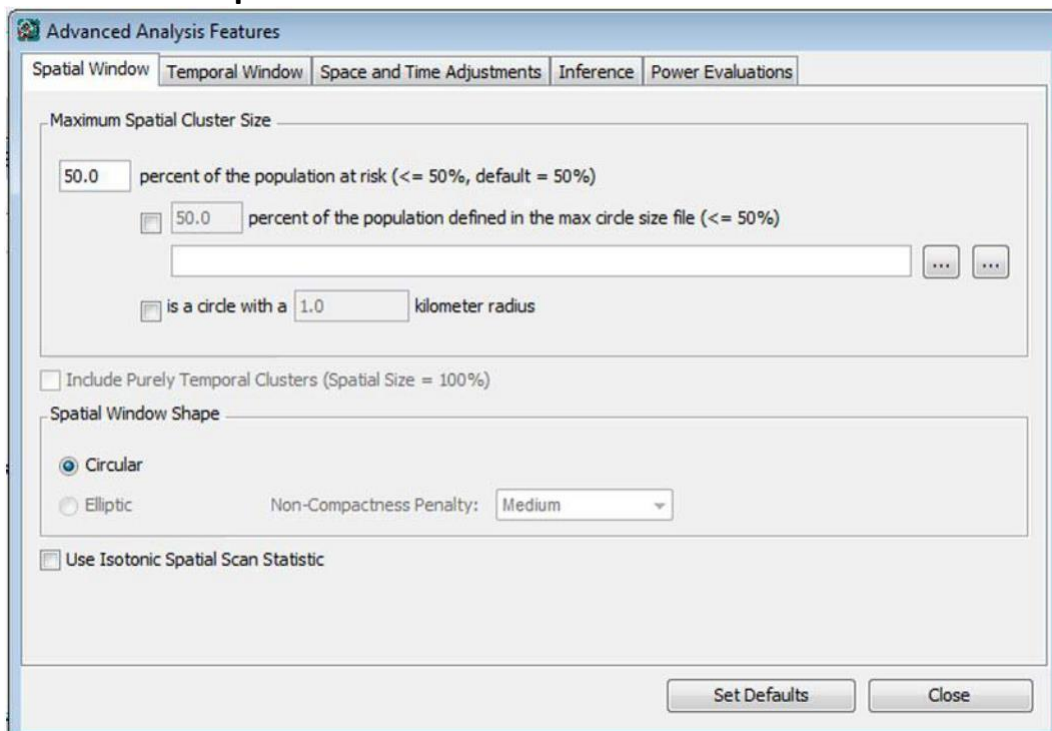 Advanced Analysis Features
Spatial Window Temporal Window Space and Time Adjustments Inference Power Evaluations
Maximum Spatial Cluster Size
50.0 percent of the population at risk (<= 50%, default = 50%)
50.0 percent of the population defined in the max circle size file (<= 50%)
... ...
is a circle with a 1.0 kilometer radius
Include Purely Temporal Clusters (Spatial Size = 100%)
Spatial Window Shape
Circular
Elliptic Non-Compactness Penalty: Medium
Use Isotonic Spatial Scan Statistic
Set Defaults Close